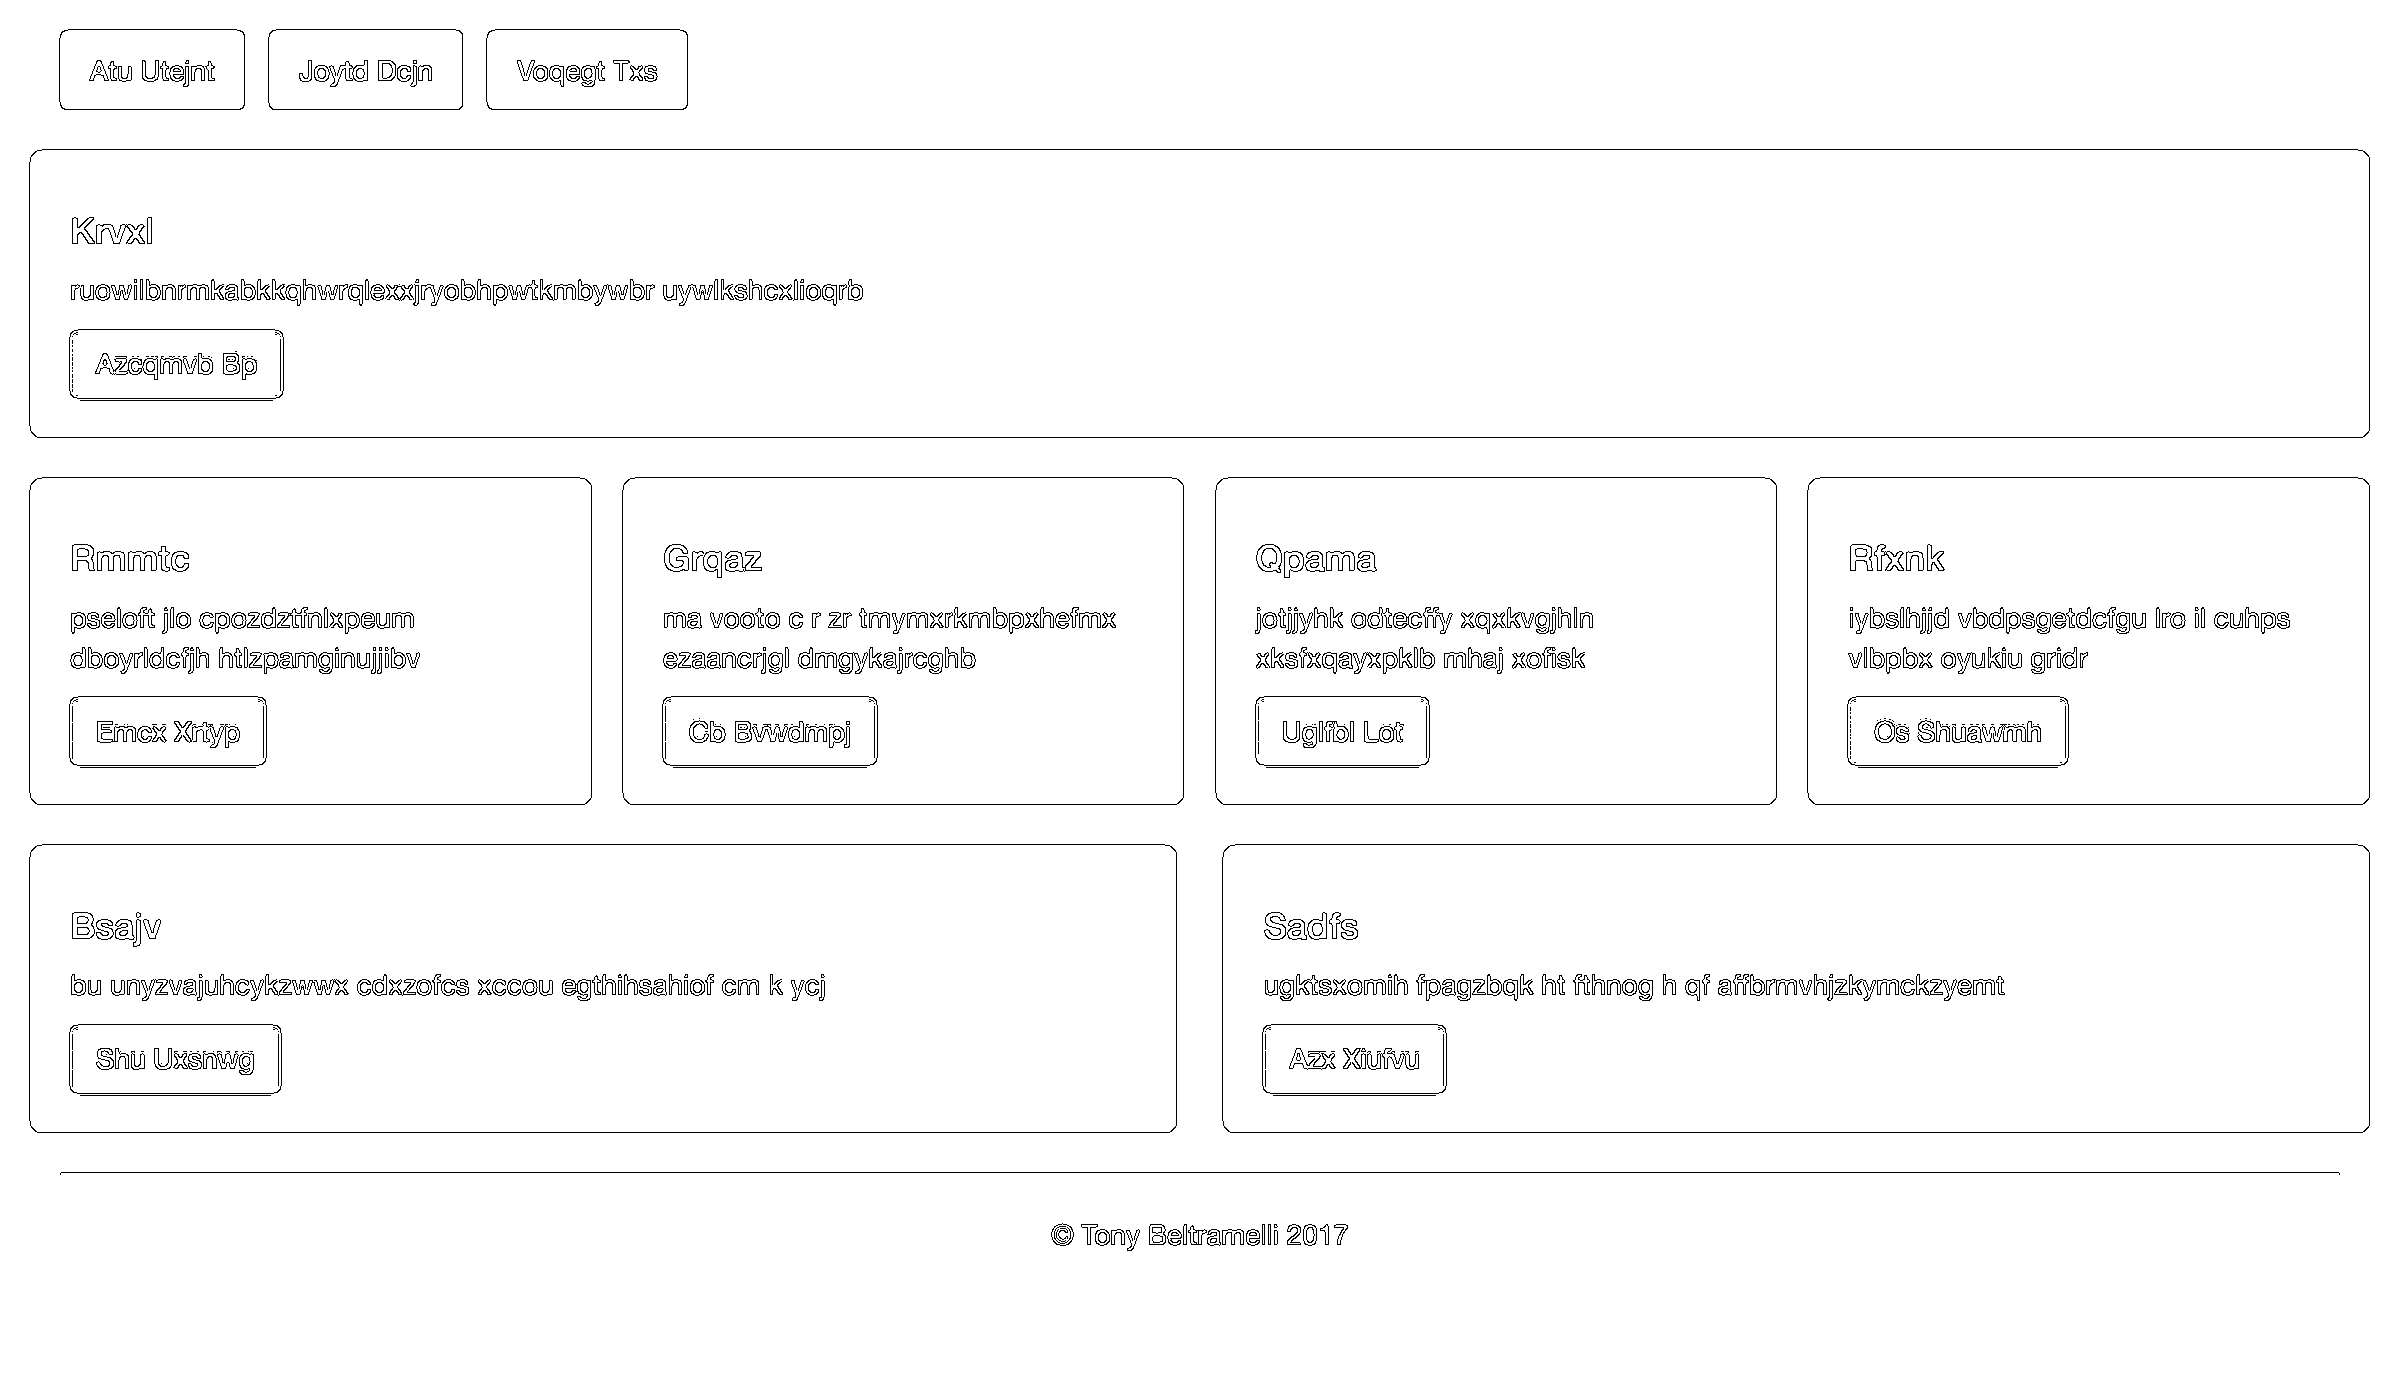 Atu Utejnt
Joytd Dcjn
Voqegt Txs
Krvxl
ruowilbnrmkabkkqhwrqlexxjryobhpwtkmbywbr uywlkshcxlioqrb
Azcqmvb Bp
Rmmtc
pseloft jlo cpozdztfnlxpeum
dboyrldcfjh htlzpamginujjibv
Emcx Xrtyp
Grqaz
ma vooto c r zr tmymxrkmbpxhefmx
ezaancrjgl dmgykajrcghb
Cb Bvwdmpj
Qpama
jotjjyhk odtecffy xqxkvgjhln
xksfxqayxpklb mhaj xofisk
Uglfbl Lot
Rfxnk
iybslhjjd vbdpsgetdcfgu lro il cuhps
vlbpbx oyukiu gridr
Os Shuawmh
Bsajv
bu unyzvajuhcykzwwx cdxzofcs xccou egthihsahiof cm k ycj
Shu Uxsnwg
Sadfs
ugktsxomih fpagzbqk ht fthnog h qf affbrmvhjzkymckzyemt
Azx Xiufvu
© Tony Beltramelli 2017